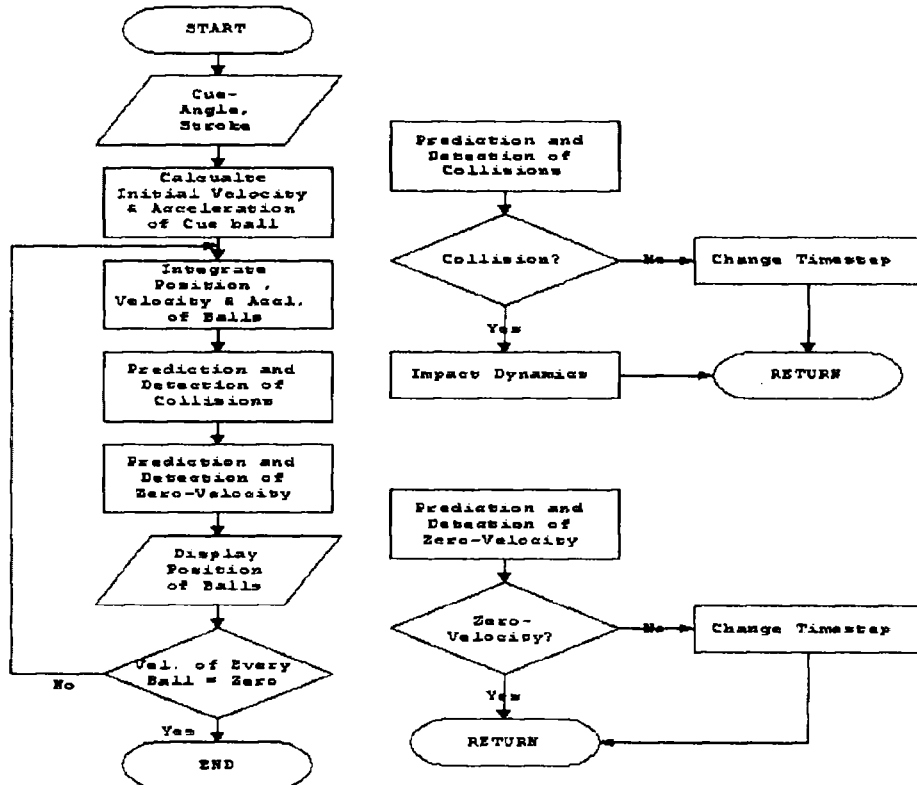 START
Cue-
Angle,
Stroke
Calcualte
Initial Velocity
& Acceleration
of Cue ball
Integrate
Position ,
Velocity & Accl.
of Balls
Prediction and
Detection of
Collisions
Prediction and
Detection of
Zero-Velocity
Display
Position
of Balls
Vel. of Every
Ball = Zero
No
Yes
END
Prediction and
Detection of
Collisions
Collision?
No
Change Timestep
Yes
Impact Dynamics
RETURN
Prediction and
Detection of
Zero-Velocity
Zero-
Velocity?
No
Change Timestep
Yes
RETURN